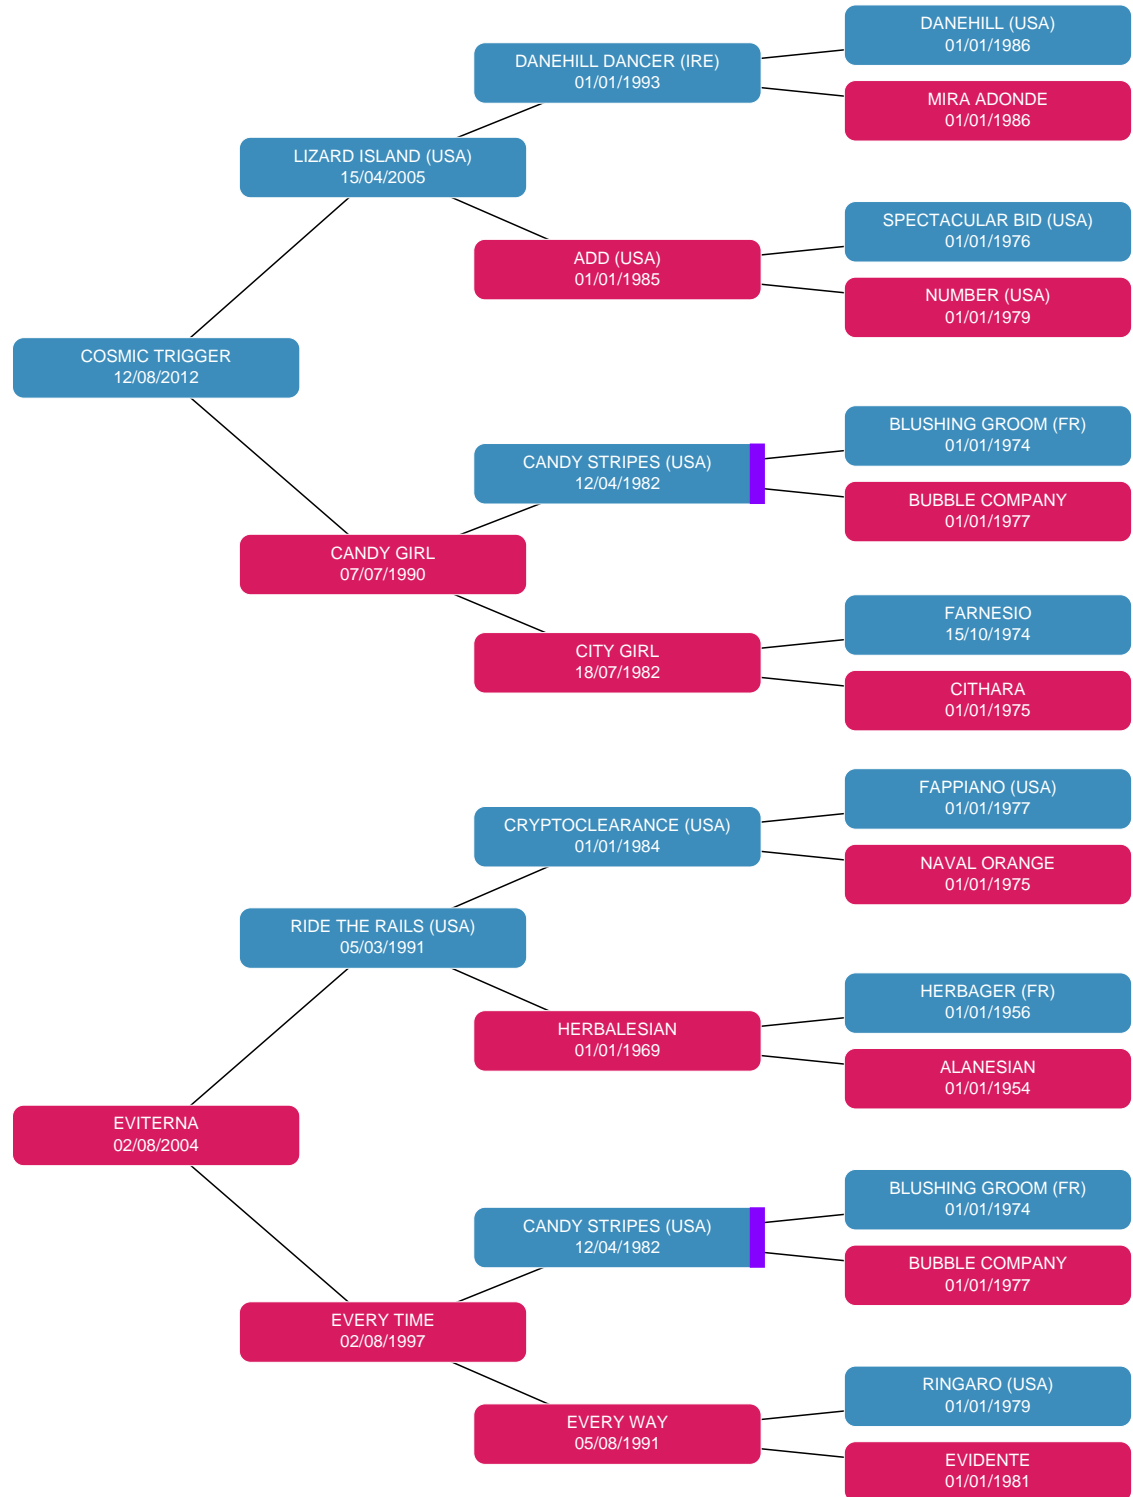 DANEHILL (USA)
01/01/1986
DANEHILL DANCER (IRE)
01/01/1993
MIRA ADONDE
01/01/1986
LIZARD ISLAND (USA)
15/04/2005
SPECTACULAR BID (USA)
01/01/1976
ADD (USA)
01/01/1985
NUMBER (USA)
01/01/1979
COSMIC TRIGGER
12/08/2012
BLUSHING GROOM (FR)
01/01/1974
CANDY STRIPES (USA)
12/04/1982
BUBBLE COMPANY
01/01/1977
CANDY GIRL
07/07/1990
FARNESIO
15/10/1974
CITY GIRL
18/07/1982
CITHARA
01/01/1975
FAPPIANO (USA)
01/01/1977
CRYPTOCLEARANCE (USA)
01/01/1984
NAVAL ORANGE
01/01/1975
RIDE THE RAILS (USA)
05/03/1991
HERBAGER (FR)
01/01/1956
HERBALESIAN
01/01/1969
ALANESIAN
01/01/1954
EVITERNA
02/08/2004
BLUSHING GROOM (FR)
01/01/1974
CANDY STRIPES (USA)
12/04/1982
BUBBLE COMPANY
01/01/1977
EVERY TIME
02/08/1997
RINGARO (USA)
01/01/1979
EVERY WAY
05/08/1991
EVIDENTE
01/01/1981